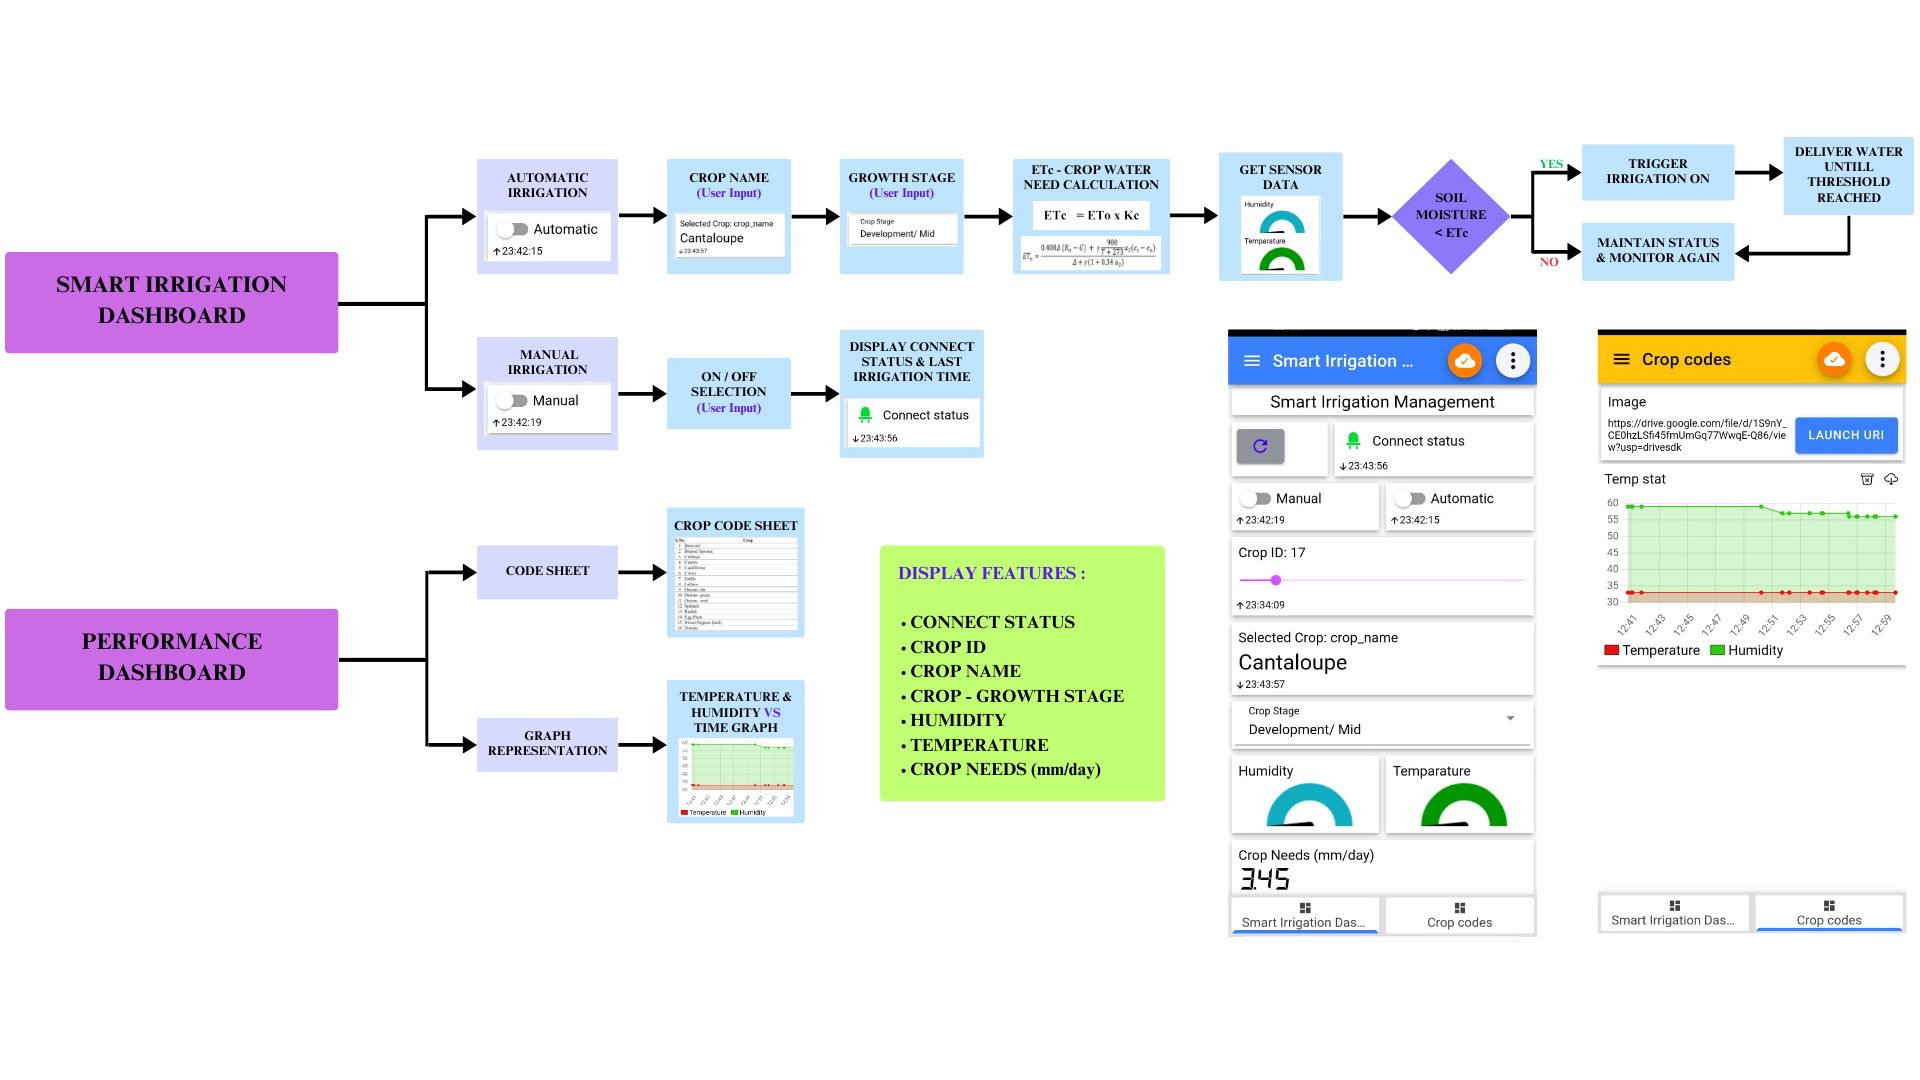 SMART IRRIGATION
DASHBOARD
AUTOMATIC
IRRIGATION
Automatic
23:42:15
CROP NAME
(User Input)
Selected Crop: crop_name
Cantaloupe
23:43:57
GROWTH STAGE
(User Input)
Crop Stage
Development/ Mid
ETc - CROP WATER
NEED CALCULATION
ETc = ETo x Kc
GET SENSOR
DATA
Humidity
Temparature
SOIL
MOISTURE
< ETc
YES
NO
TRIGGER
IRRIGATION ON
DELIVER WATER
UNTILL
THRESHOLD
REACHED
MAINTAIN STATUS
& MONITOR AGAIN
MANUAL
IRRIGATION
Manual
23:42:19
ON / OFF
SELECTION
(User Input)
DISPLAY CONNECT
STATUS & LAST
IRRIGATION TIME
Connect status
23:43:56
PERFORMANCE
DASHBOARD
CODE SHEET
CROP CODE SHEET
S.No Crop
GRAPH
REPRESENTATION
TEMPERATURE &
HUMIDITY VS
TIME GRAPH
Temperature Humidity
DISPLAY FEATURES :
• CONNECT STATUS
• CROP ID
• CROP NAME
• CROP - GROWTH STAGE
• HUMIDITY
• TEMPERATURE
• CROP NEEDS (mm/day)
Smart Irrigation ...
Smart Irrigation Management
Connect status
23:43:56
Manual
23:42:19
Automatic
23:42:15
Crop ID: 17
23:34:09
Selected Crop: crop_name
Cantaloupe
23:43:57
Crop Stage
Development/ Mid
Humidity
Temparature
Crop Needs (mm/day)
3.45
Smart Irrigation Das...
Crop codes
Crop codes
Image
https://drive.google.com/file/d/1S9nY_
CE0hzLSfi45fmUmGq77WwqE-Q86/vie
w?usp=drivesdk
LAUNCH URI
Temp stat
60
55
50
45
40
35
30
12:41 12:43 12:45 12:47 12:49 12:51 12:53 12:55 12:57 12:59
Temperature Humidity
Smart Irrigation Das...
Crop codes